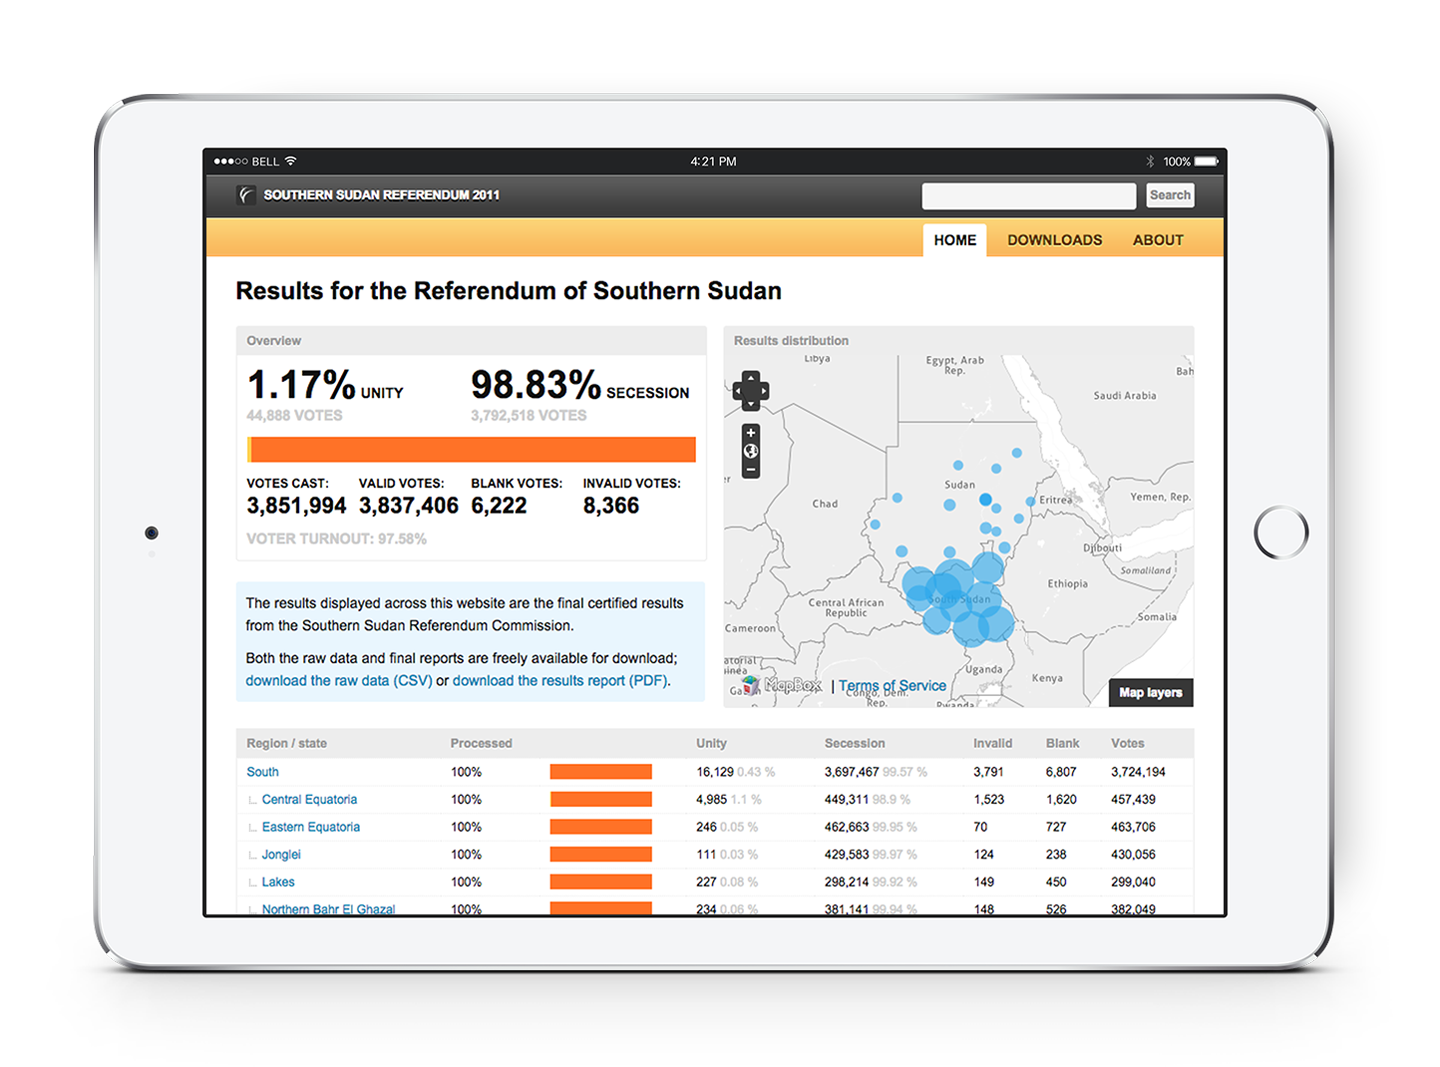 BELL
4:21 PM
100%
SOUTHERN SUDAN REFERENDUM 2011
Search
HOME DOWNLOADS ABOUT
Results for the Referendum of Southern Sudan
Overview
1.17% UNITY 98.83% SECESSION
44,888 VOTES 3,792,518 VOTES
VOTES CAST: VALID VOTES: BLANK VOTES: INVALID VOTES:
3,851,994 3,837,406 6,222 8,366
VOTER TURNOUT: 97.58%
The results displayed across this website are the final certified results
from the Southern Sudan Referendum Commission.
Both the raw data and final reports are freely available for download;
download the raw data (CSV) or download the results report (PDF).
Results distribution
Libya
Egypt, Arab
Rep.
Bah
Saudi Arabia
Sudan
Chad
Eritrea
Yemen, Rep.
Djibouti
Somaliland
Ethiopia
South Sudan
Central African
Republic
Somalia
Cameroon
Uganda
Kenya
MapBox | Terms of Service
Congo, Dem.
Rep.
Rwanda
Map layers
Region / state Processed Unity Secession Invalid Blank Votes
South 100% 16,129 0.43 % 3,697,467 99.57 % 3,791 6,807 3,724,194
Central Equatoria 100% 4,985 1.1 % 449,311 98.9 % 1,523 1,620 457,439
Eastern Equatoria 100% 246 0.05 % 462,663 99.95 % 70 727 463,706
Jonglei 100% 111 0.03 % 429,583 99.97 % 124 238 430,056
Lakes 100% 227 0.08 % 298,214 99.92 % 149 450 299,040
Northern Bahr El Ghazal 100% 234 0.06 % 381,141 99.94 % 148 526 382,049